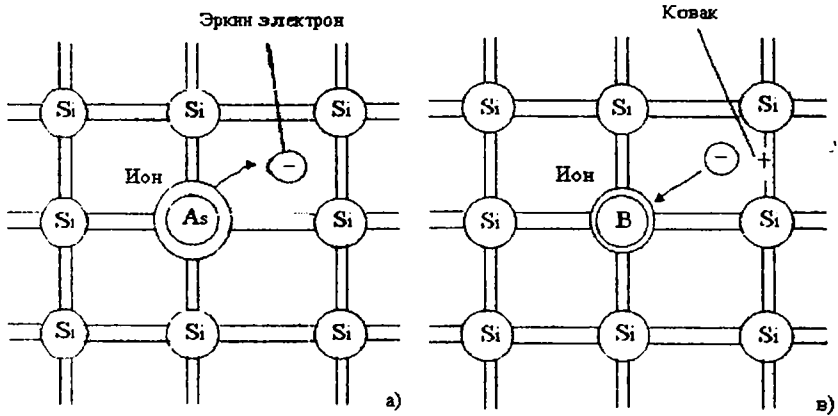 Эркин электрон
Ковак
Si Si Si
Si Si Si
Ион
Ион
Si As Si
Si B Si
Si Si Si
Si Si Si
а)
в)